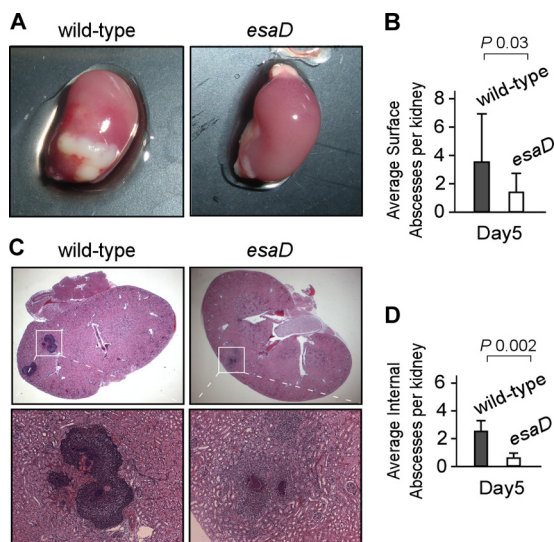 A
wild-type
esaD
B
P 0.03
Average Surface
Abscesses per kidney
8
6
4
2
0
wild-type
esaD
Day5
C
wild-type
esaD
D
P 0.002
Average Internal
Abscesses per kidney
6
4
2
0
wild-type
esaD
Day5